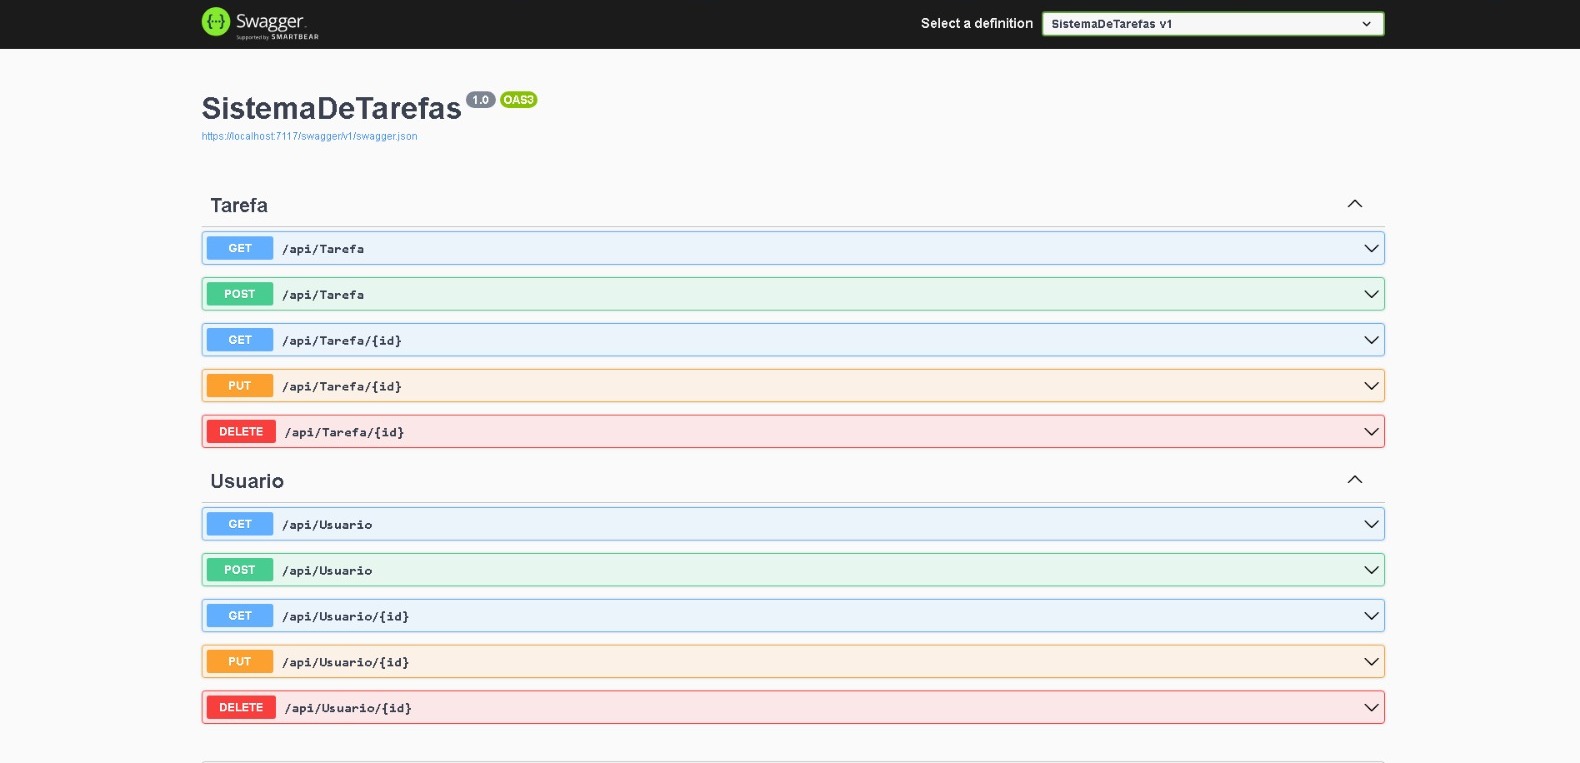 Swagger.
Supported by SMARTBEAR
Select a definition
SistemaDeTarefas v1
SistemaDeTarefas 1.0 OAS3
https://localhost:7117/swagger/v1/swagger.json
Tarefa
GET /api/Tarefa
POST /api/Tarefa
GET /api/Tarefa/{id}
PUT /api/Tarefa/{id}
DELETE /api/Tarefa/{id}
Usuario
GET /api/Usuario
POST /api/Usuario
GET /api/Usuario/{id}
PUT /api/Usuario/{id}
DELETE /api/Usuario/{id}